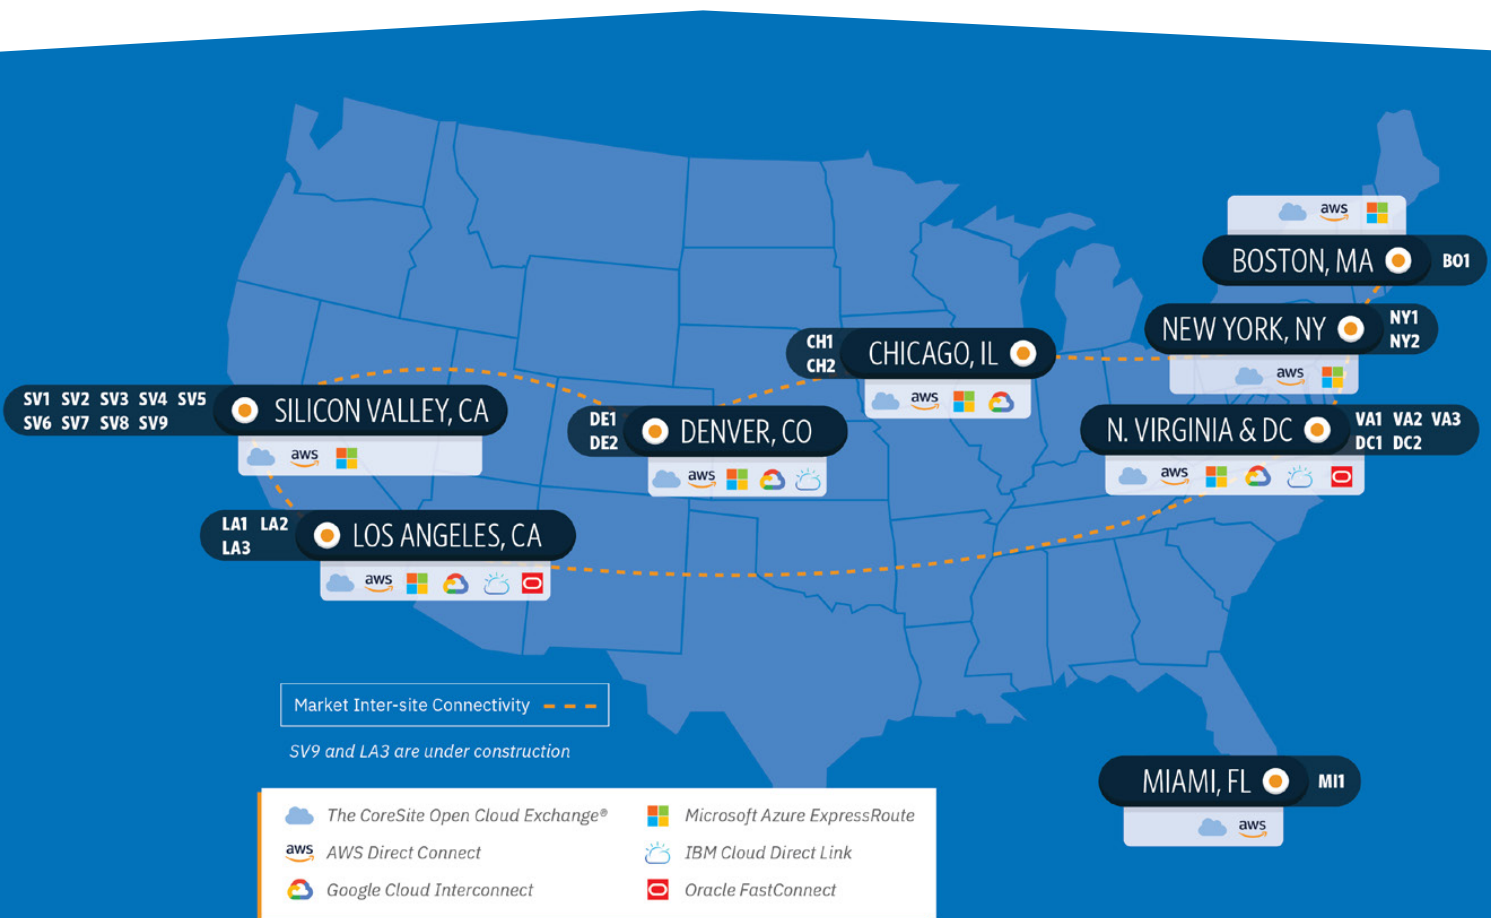 aws
BOSTON, MA
BO1
NEW YORK, NY
NY1
NY2
aws
CH1
CH2
CHICAGO, IL
aws
SV1 SV2 SV3 SV4 SV5
SV6 SV7 SV8 SV9
SILICON VALLEY, CA
aws
DE1
DE2
DENVER, CO
aws
N. VIRGINIA & DC
VA1 VA2 VA3
DC1 DC2
aws
LA1 LA2
LA3
LOS ANGELES, CA
aws
Market Inter-site Connectivity
SV9 and LA3 are under construction
MIAMI, FL
MI1
aws
The CoreSite Open Cloud Exchange®
aws AWS Direct Connect
Google Cloud Interconnect
Microsoft Azure ExpressRoute
IBM Cloud Direct Link
Oracle FastConnect